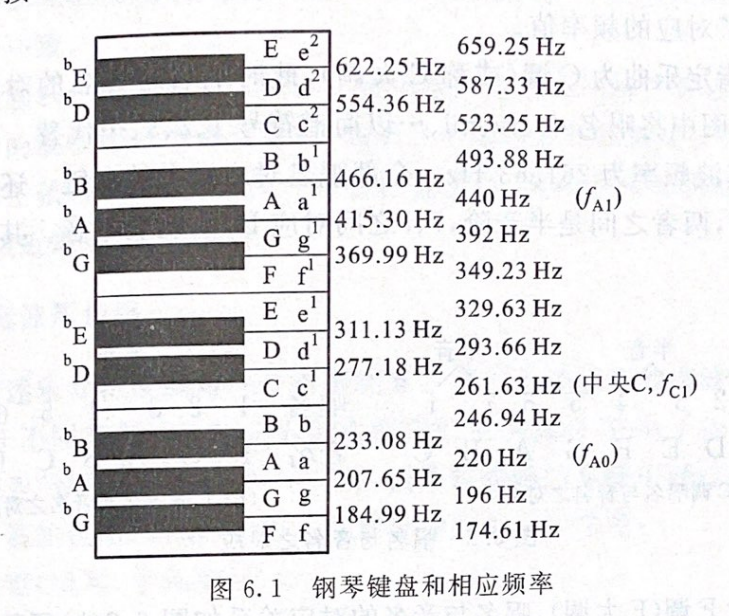 E e² 659.25 Hz
ᵇE 622.25 Hz
D d² 587.33 Hz
ᵇD 554.36 Hz
C c² 523.25 Hz
B b¹ 493.88 Hz
ᵇB 466.16 Hz
A a¹ 440 Hz (f_A1)
ᵇA 415.30 Hz
G g¹ 392 Hz
ᵇG 369.99 Hz
F f¹ 349.23 Hz
E e¹ 329.63 Hz
ᵇE 311.13 Hz
D d¹ 293.66 Hz
ᵇD 277.18 Hz
C c¹ 261.63 Hz (中央C,f_C1)
B b 246.94 Hz
ᵇB 233.08 Hz
A a 220 Hz (f_A0)
ᵇA 207.65 Hz
G g 196 Hz
ᵇG 184.99 Hz
F f 174.61Hz
图 6.1 钢琴键盘和相应频率